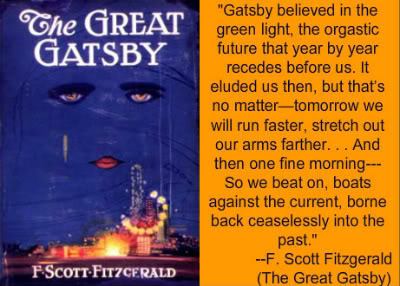 The GREAT
GATSBY
F·SCOTT·FITZGERALD
"Gatsby believed in the
green light, the orgastic
future that year by year
recedes before us. It
eluded us then, but that's
no matter—tomorrow we
will run faster, stretch out
our arms farther. . . And
then one fine morning---
So we beat on, boats
against the current, borne
back ceaselessly into the
past."
--F. Scott Fitzgerald
(The Great Gatsby)